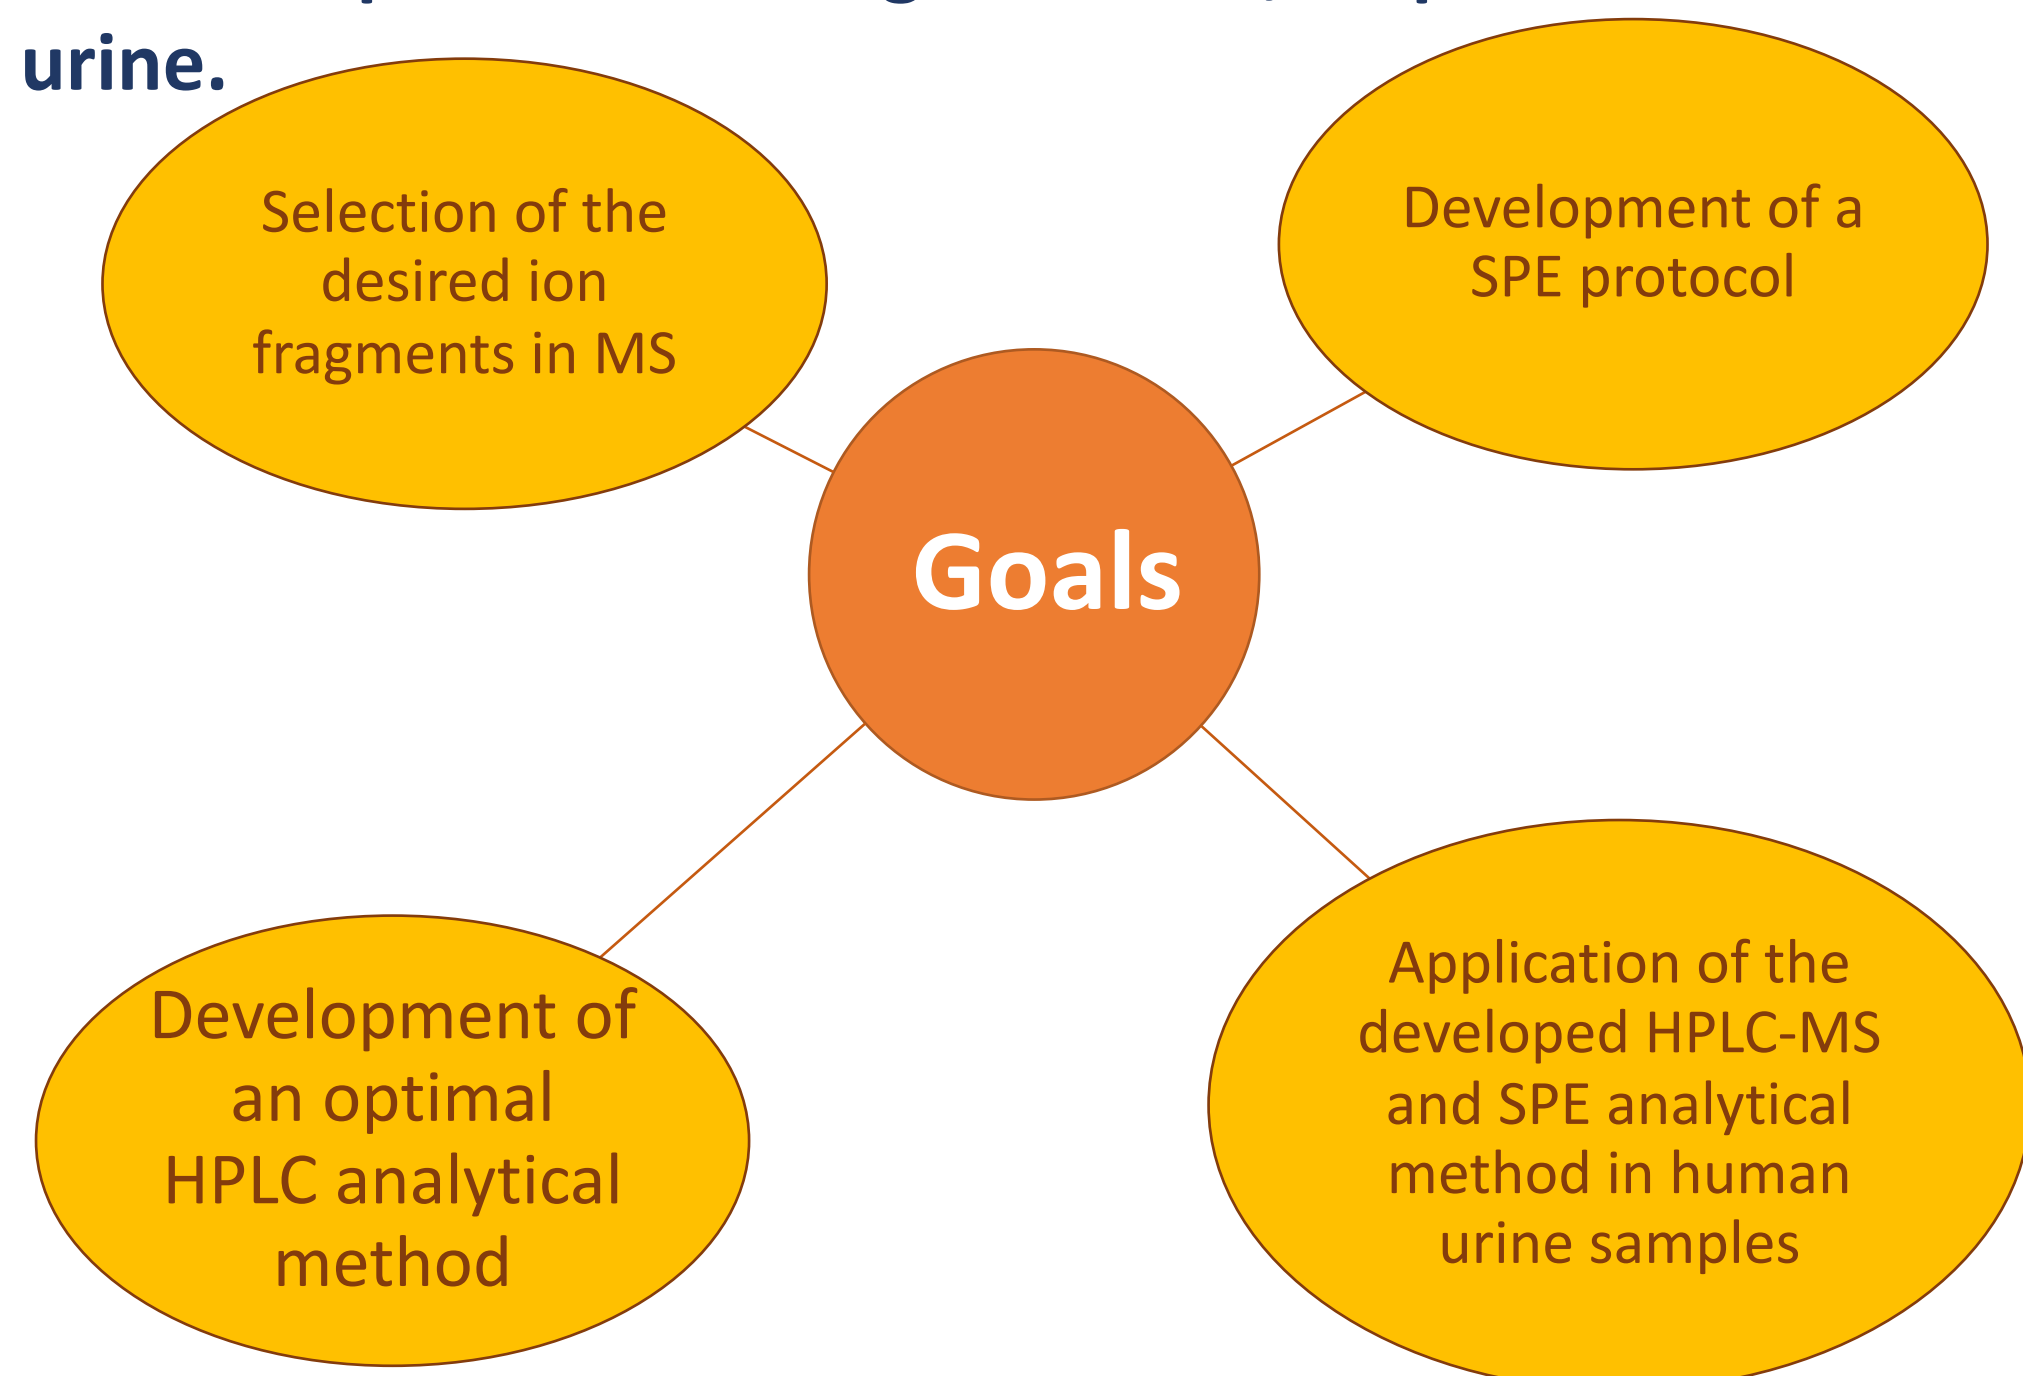 urine.
Selection of the
desired ion
fragments in MS
Development of a
SPE protocol
Goals
Development of
an optimal
HPLC analytical
method
Application of the
developed HPLC-MS
and SPE analytical
method in human
urine samples